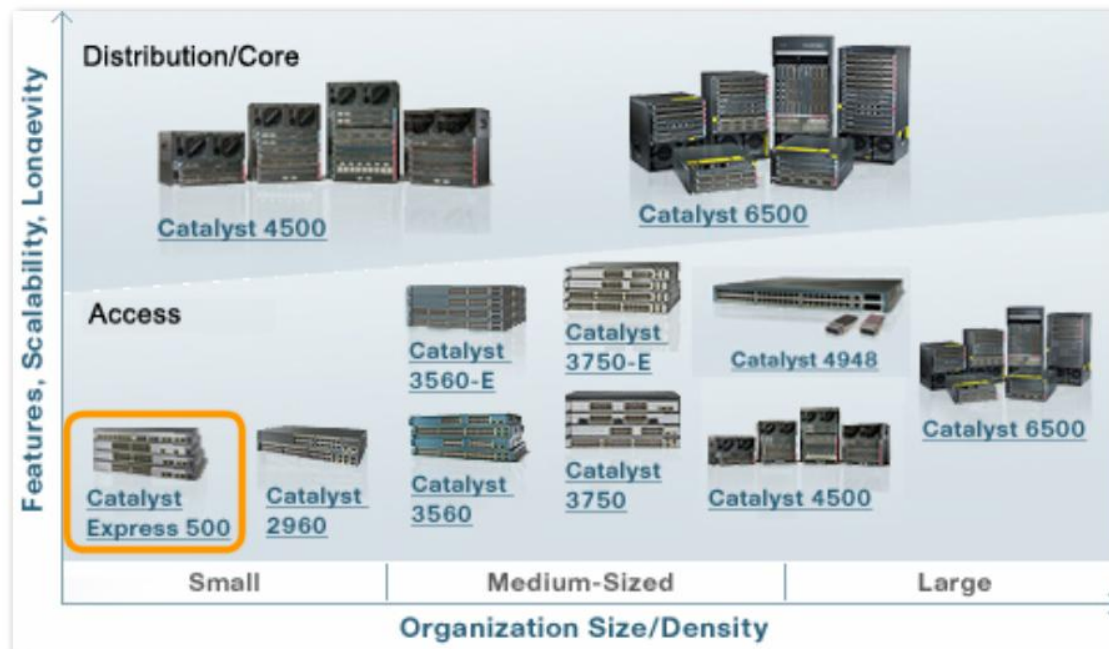 Features, Scalability, Longevity
Distribution/Core
Catalyst 4500
Catalyst 6500
Access
Catalyst
3560-E
Catalyst
3750-E
Catalyst 4948
Catalyst 6500
Catalyst
Express 500
Catalyst
2960
Catalyst
3560
Catalyst
3750
Catalyst 4500
Small
Medium-Sized
Large
Organization Size/Density